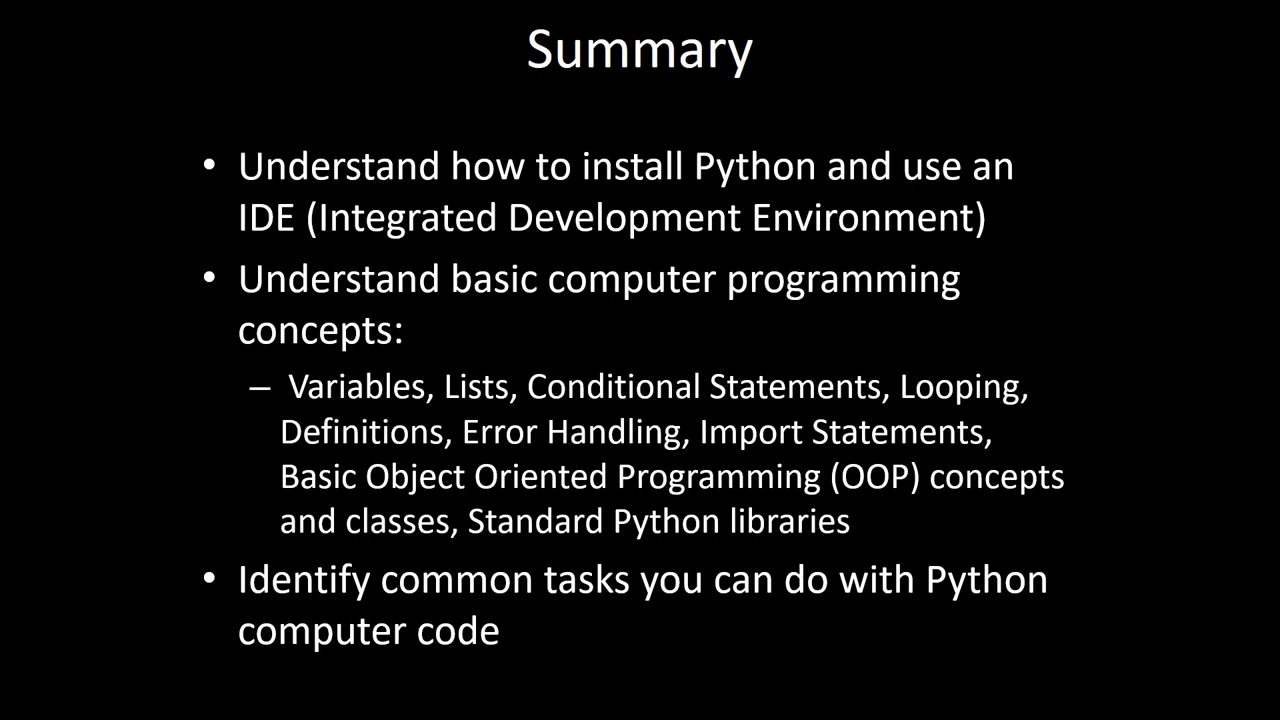 Summary
• Understand how to install Python and use an
IDE (Integrated Development Environment)
• Understand basic computer programming
concepts:
– Variables, Lists, Conditional Statements, Looping,
Definitions, Error Handling, Import Statements,
Basic Object Oriented Programming (OOP) concepts
and classes, Standard Python libraries
• Identify common tasks you can do with Python
computer code